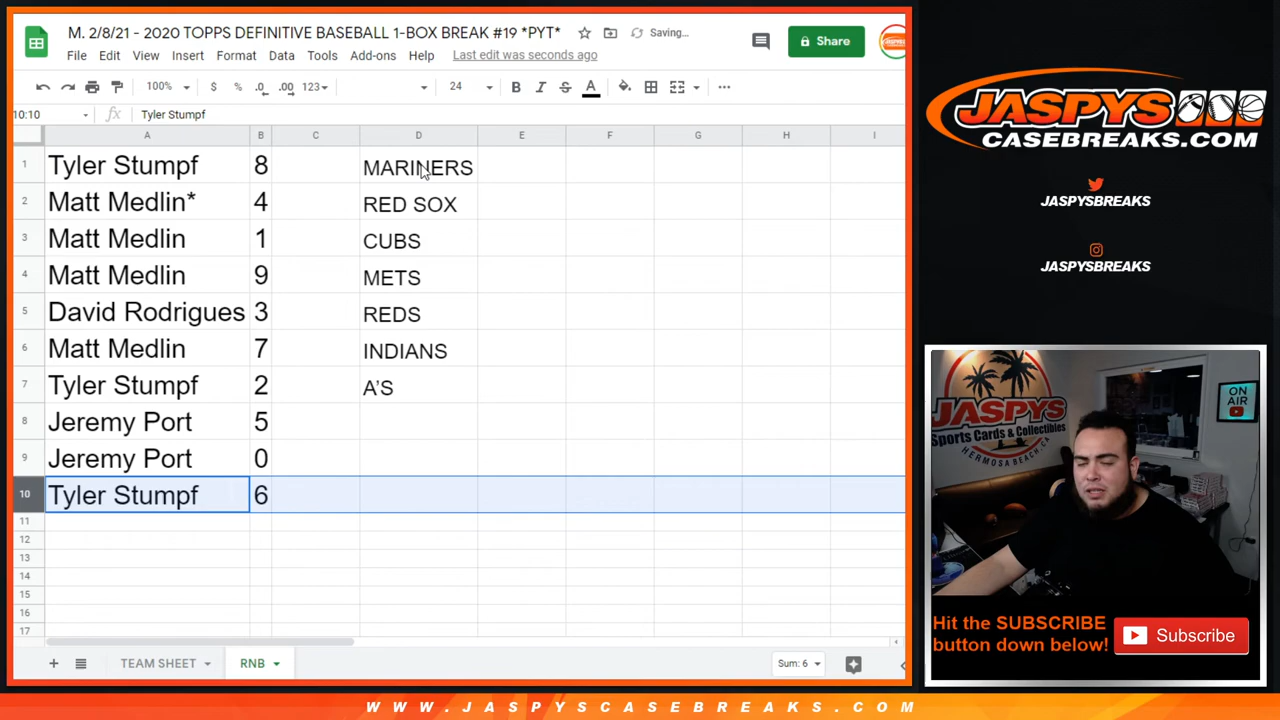 M. 2/8/21 - 2020 TOPPS DEFINITIVE BASEBALL 1-BOX BREAK #19 *PYT*
Saving...
File Edit View Insert Format Data Tools Add-ons Help Last edit was seconds ago
Share
100% $ % .0 .00 123 24 B I S A
10:10 fx Tyler Stumpf
A B C D E F G H I
1 Tyler Stumpf 8 MARINERS
2 Matt Medlin* 4 RED SOX
3 Matt Medlin 1 CUBS
4 Matt Medlin 9 METS
5 David Rodrigues 3 REDS
6 Matt Medlin 7 INDIANS
7 Tyler Stumpf 2 A'S
8 Jeremy Port 5
9 Jeremy Port 0
10 Tyler Stumpf 6
11
12
13
14
15
16
17
+ TEAM SHEET RNB Sum: 6
JASPYS
CASEBREAKS.COM
JASPYSBREAKS
JASPYSBREAKS
JASPYS
Sports Cards & Collectibles
HERMOSA BEACH, CA
ON
AIR
Hit the SUBSCRIBE
button down below!
Subscribe
WWW.JASPYSCASEBREAKS.COM